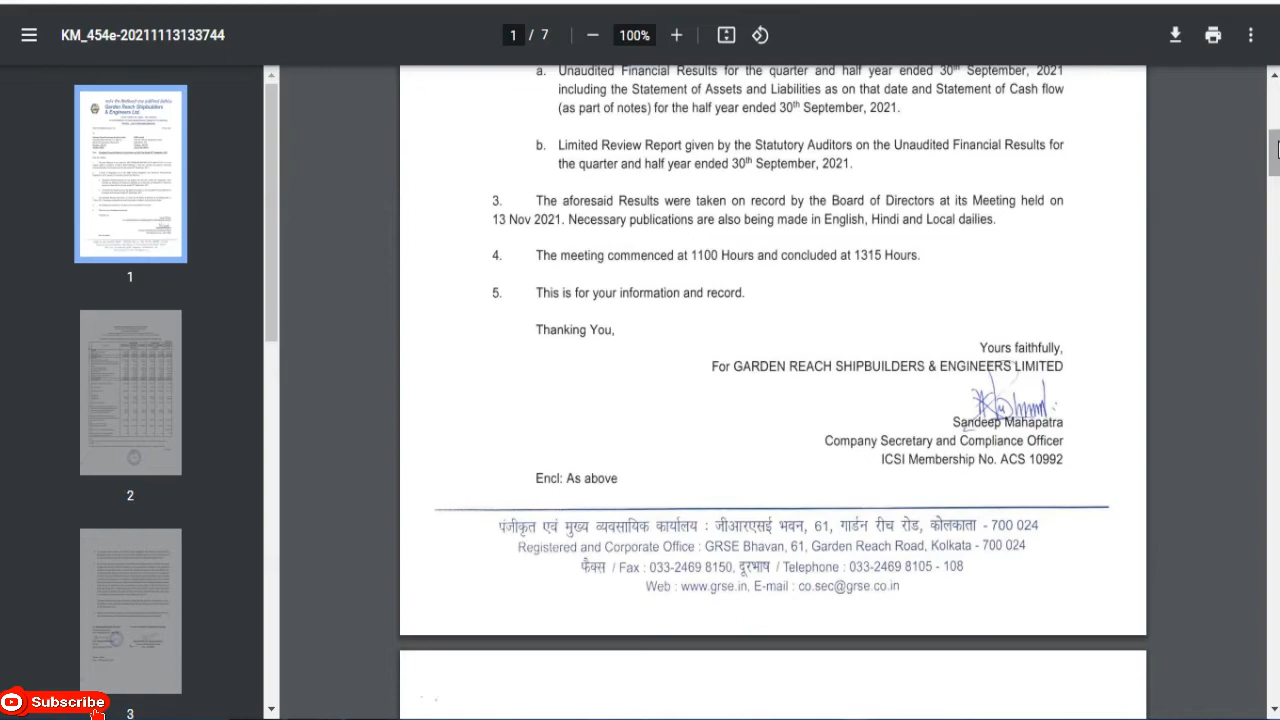 KM_454e-20211113133744
1 / 7
100%
a. Unaudited Financial Results for the quarter and half year ended 30th September, 2021
including the Statement of Assets and Liabilities as on that date and Statement of Cash flow
(as part of notes) for the half year ended 30th September, 2021.
b. Limited Review Report given by the Statutory Auditors on the Unaudited Financial Results for
the quarter and half year ended 30th September, 2021.
3. The aforesaid Results were taken on record by the Board of Directors at its Meeting held on
13 Nov 2021. Necessary publications are also being made in English, Hindi and Local dailies.
4. The meeting commenced at 1100 Hours and concluded at 1315 Hours.
5. This is for your information and record.
Thanking You,
Yours faithfully,
For GARDEN REACH SHIPBUILDERS & ENGINEERS LIMITED
Sandeep Mahapatra
Company Secretary and Compliance Officer
ICSI Membership No. ACS 10992
Encl: As above
पंजीकृत एवं मुख्य व्यवसायिक कार्यालय : जीआरएसई भवन, 61, गार्डन रीच रोड, कोलकाता - 700 024
Registered and Corporate Office : GRSE Bhavan, 61, Garden Reach Road, Kolkata - 700 024
फैक्स / Fax : 033-2469 8150, दूरभाष / Telephone : 033-2469 8105 - 108
Web : www.grse.in, E-mail : co.sec@grse.co.in
Garden Reach Shipbuilders
& Engineers Ltd.
1
2
3
Subscribe